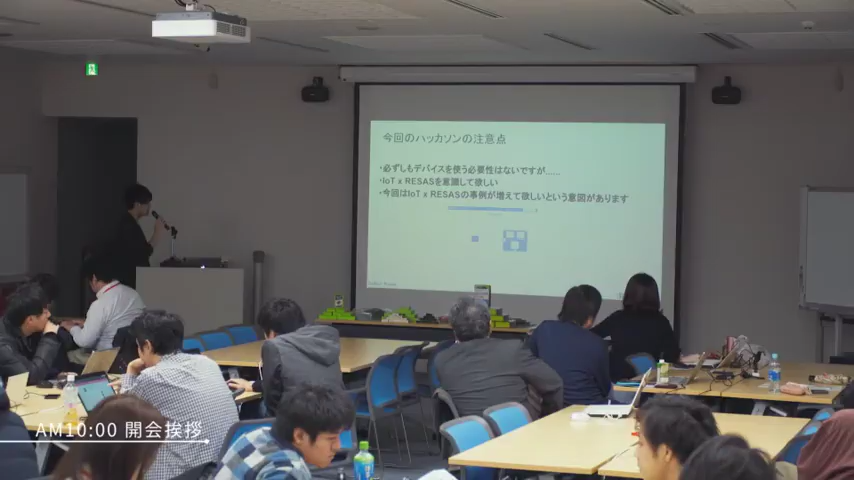 今回のハッカソンの注意点
・必ずしもデバイスを使う必要性はないですが……
・IoT x RESASを意識して欲しい
・今回はIoT x RESASの事例が増えて欲しいという意図があります
AM10:00 開会挨拶